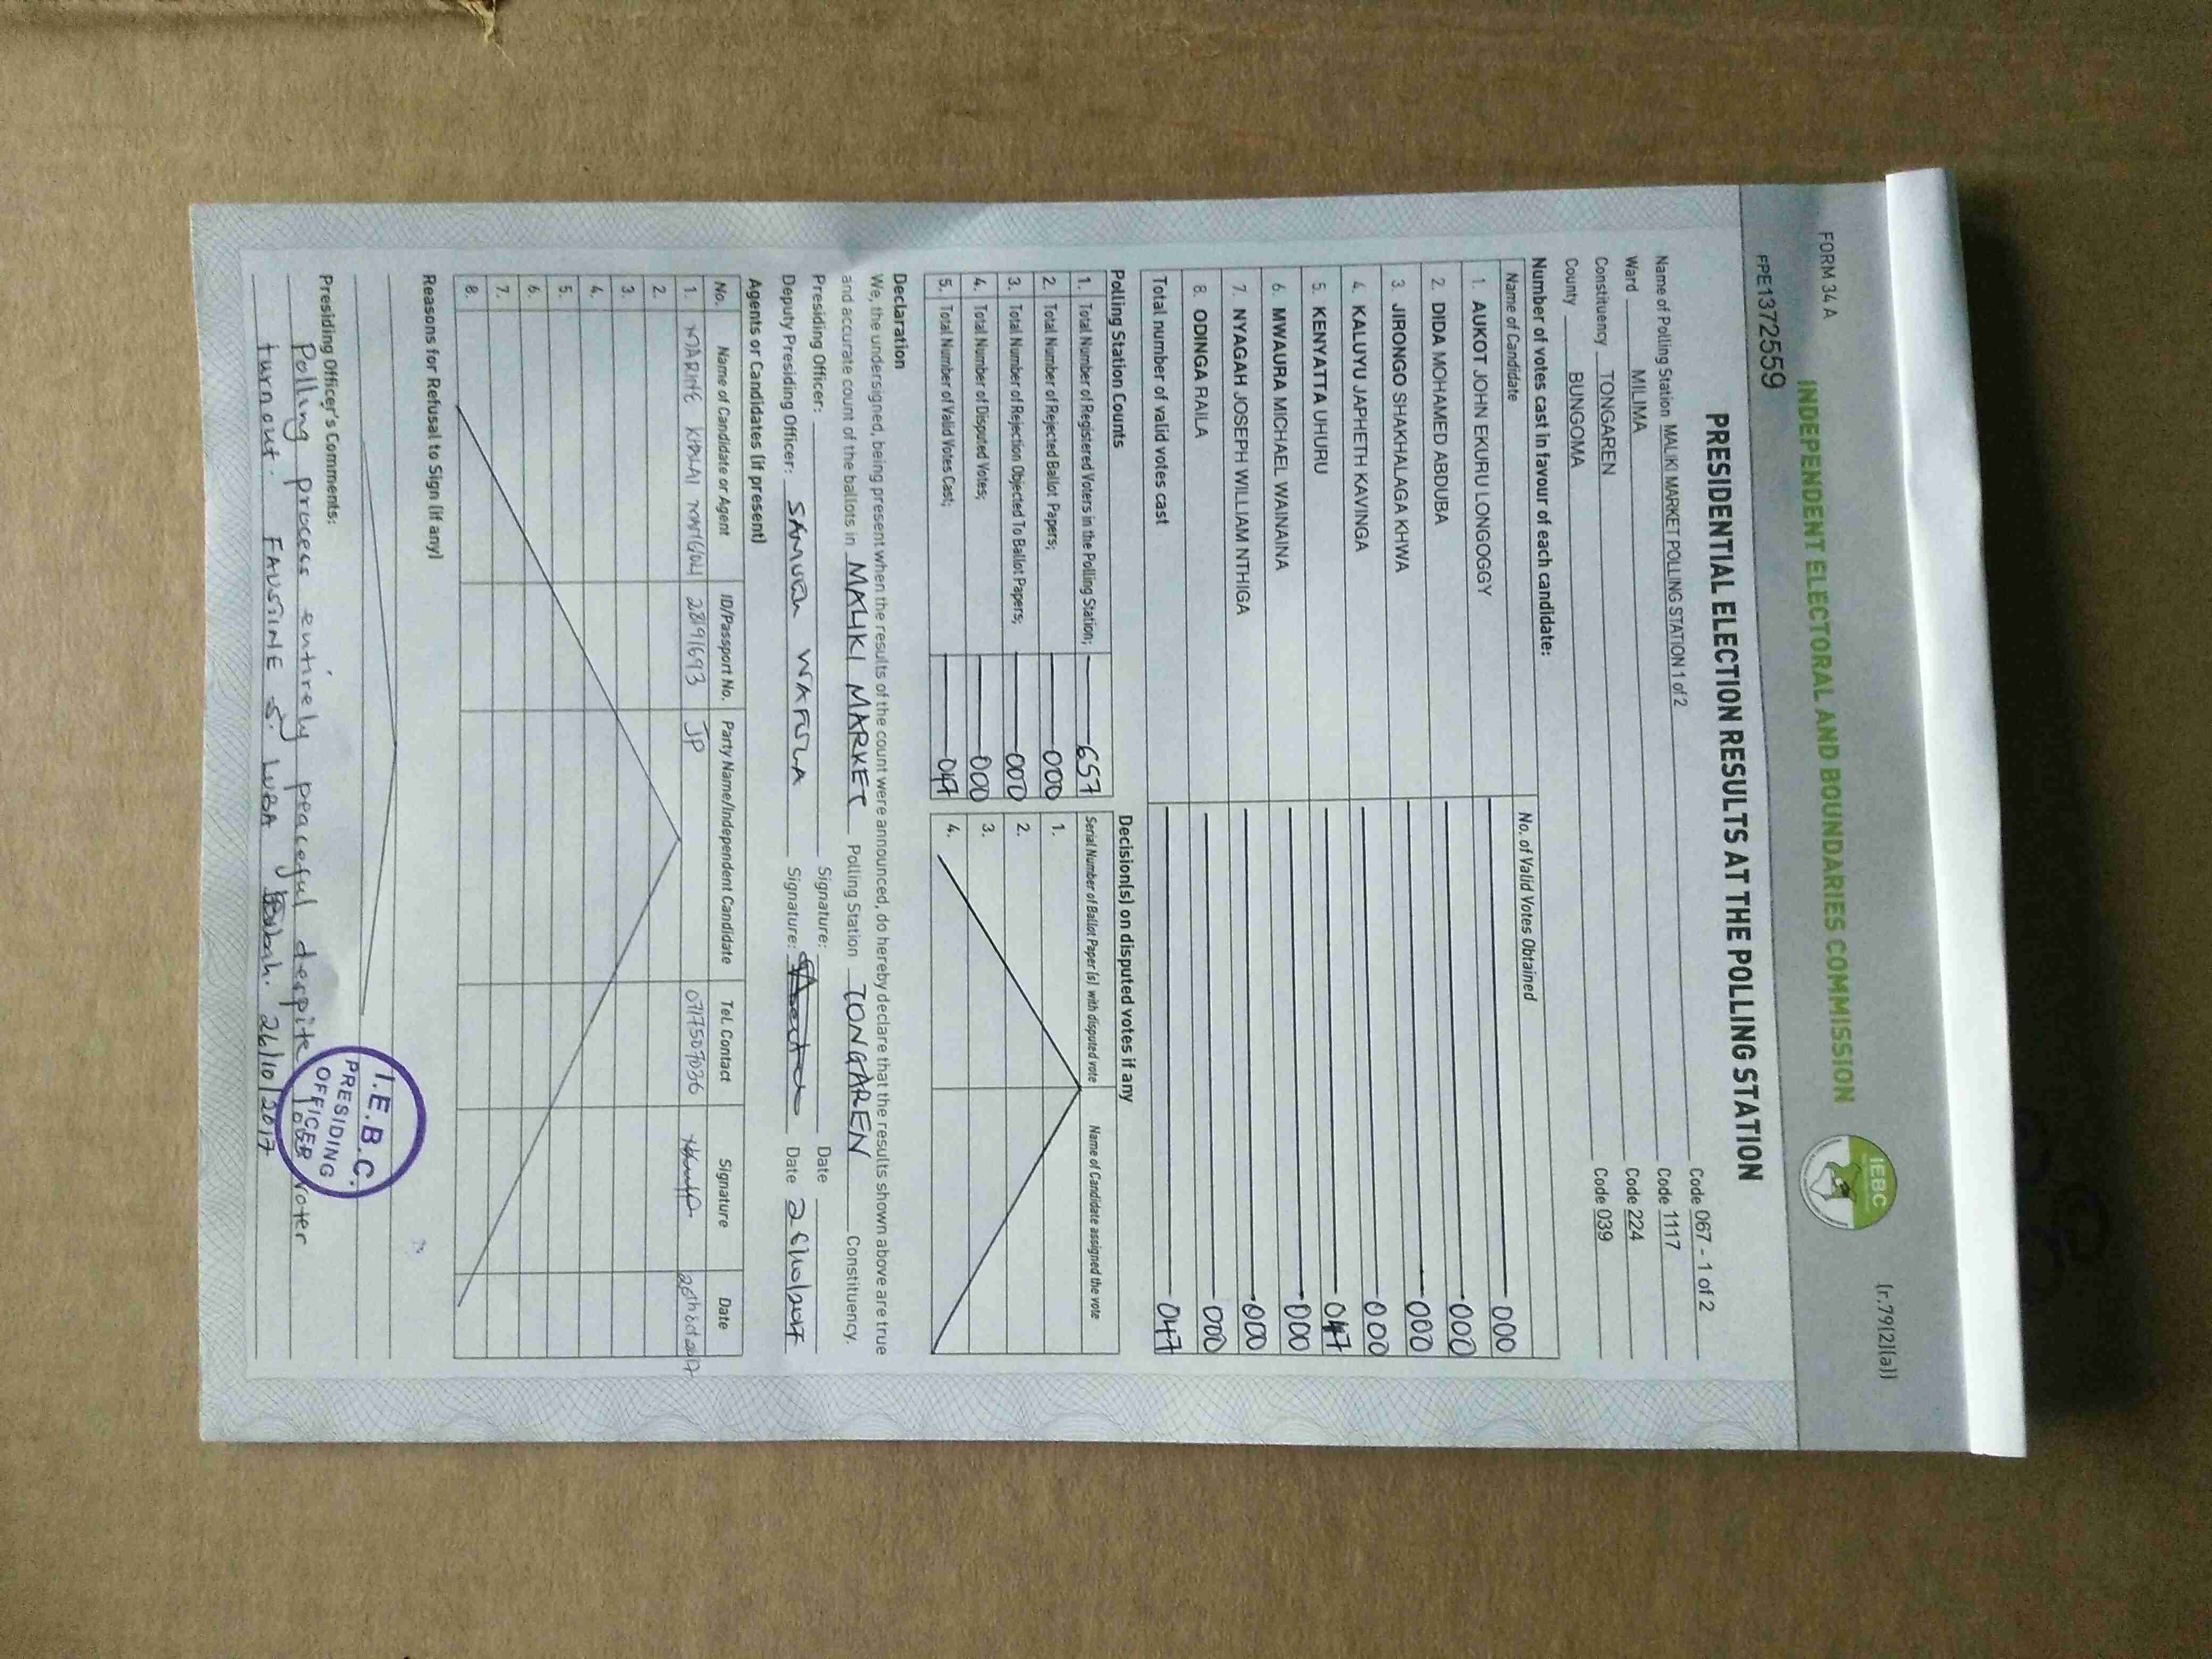 FORM 34 A
(r.79(2)(a))
INDEPENDENT ELECTORAL AND BOUNDARIES COMMISSION
IEBC
FPE1372559
PRESIDENTIAL ELECTION RESULTS AT THE POLLING STATION
Name of Polling Station MALIKI MARKET POLLING STATION 1 of 2 Code 067 - 1 of 2
Ward MILIMA Code 1117
Constituency TONGAREN Code 224
County BUNGOMA Code 039
Number of votes cast in favour of each candidate:
Name of Candidate No. of Valid Votes Obtained
1. AUKOT JOHN EKURU LONGOGGY 000
2. DIDA MOHAMED ABDUBA 000
3. JIRONGO SHAKHALAGA KHWA 000
4. KALUYU JAPHETH KAVINGA 000
5. KENYATTA UHURU 047
6. MWAURA MICHAEL WAINAINA 000
7. NYAGAH JOSEPH WILLIAM NTHIGA 000
8. ODINGA RAILA 000
Total number of valid votes cast 047
Polling Station Counts
1. Total Number of Registered Voters in the Polling Station; 657
2. Total Number of Rejected Ballot Papers; 000
3. Total Number of Rejection Objected To Ballot Papers; 000
4. Total Number of Disputed Votes; 000
5. Total Number of Valid Votes Cast; 047
Decision(s) on disputed votes if any
Serial Number of Ballot Paper (s) with disputed vote Name of Candidate assigned the vote
1.
2.
3.
4.
Declaration
We, the undersigned, being present when the results of the count were announced, do hereby declare that the results shown above are true
and accurate count of the ballots in MALIKI MARKET Polling Station TONGAREN Constituency.
Presiding Officer: Signature: Date
Deputy Presiding Officer: SAMUEL WAFULA Signature: Date 26/10/2017
Agents or Candidates (if present)
No. Name of Candidate or Agent ID/Passport No. Party Name/Independent Candidate Tel. Contact Signature Date
1. 28191693 JP 0717507036 26th Oct 2017
2.
3.
4.
5.
6.
7.
8.
Reasons for Refusal to Sign (if any)
Presiding Officer's Comments:
Polling process entirely peaceful despite voter
turnout. FAUSINE S. 26/10/2017
I.E.B.C.
PRESIDING
OFFICER